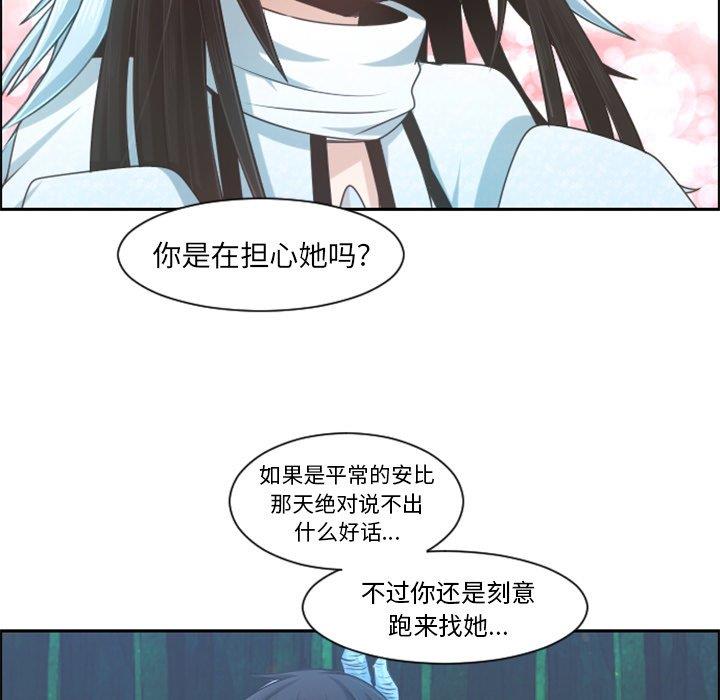 你是在担心她吗?
如果是平常的安比
那天绝对说不出
什么好话...
不过你还是刻意
跑来找她...